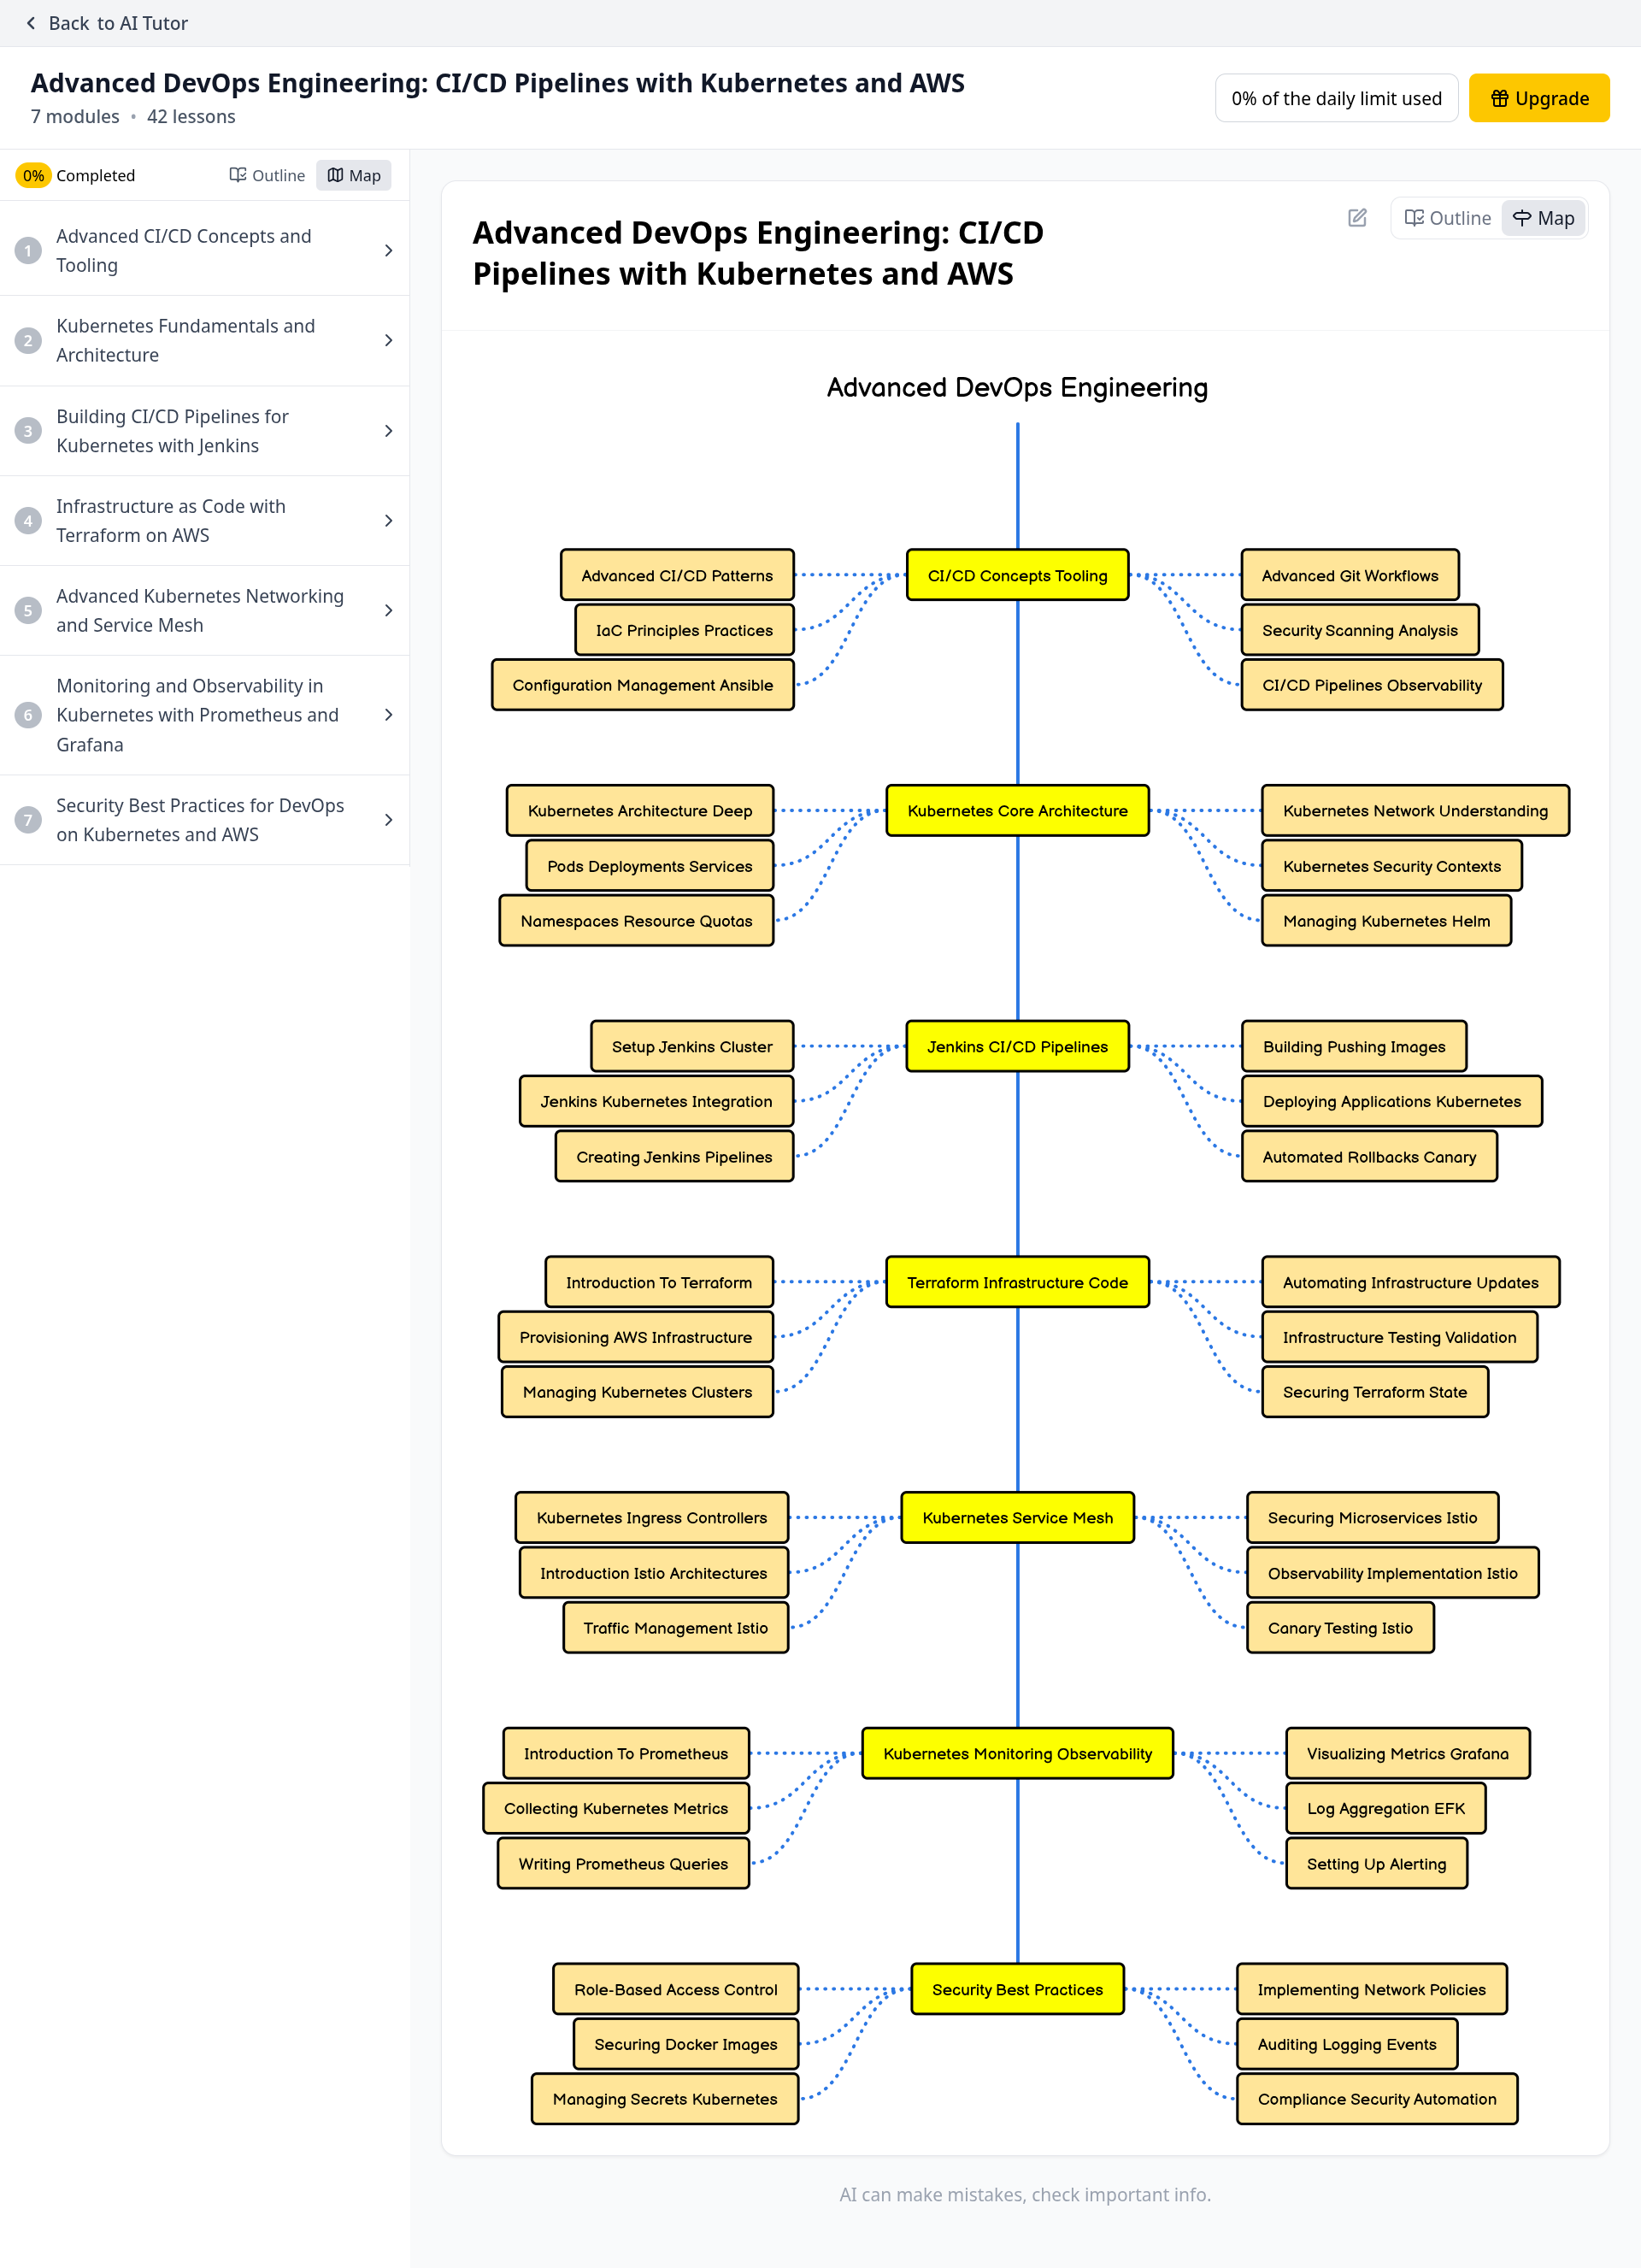 Back to AI Tutor
Advanced DevOps Engineering: CI/CD Pipelines with Kubernetes and AWS
7 modules • 42 lessons
0% of the daily limit used
Upgrade
0% Completed
Outline
Map
1
Advanced CI/CD Concepts and
Tooling
2
Kubernetes Fundamentals and
Architecture
3
Building CI/CD Pipelines for
Kubernetes with Jenkins
4
Infrastructure as Code with
Terraform on AWS
5
Advanced Kubernetes Networking
and Service Mesh
6
Monitoring and Observability in
Kubernetes with Prometheus and
Grafana
7
Security Best Practices for DevOps
on Kubernetes and AWS
Advanced DevOps Engineering: CI/CD
Pipelines with Kubernetes and AWS
Outline
Map
Advanced DevOps Engineering
Advanced CI/CD Patterns
CI/CD Concepts Tooling
Advanced Git Workflows
IaC Principles Practices
Security Scanning Analysis
Configuration Management Ansible
CI/CD Pipelines Observability
Kubernetes Architecture Deep
Kubernetes Core Architecture
Kubernetes Network Understanding
Pods Deployments Services
Kubernetes Security Contexts
Namespaces Resource Quotas
Managing Kubernetes Helm
Setup Jenkins Cluster
Jenkins CI/CD Pipelines
Building Pushing Images
Jenkins Kubernetes Integration
Deploying Applications Kubernetes
Creating Jenkins Pipelines
Automated Rollbacks Canary
Introduction To Terraform
Terraform Infrastructure Code
Automating Infrastructure Updates
Provisioning AWS Infrastructure
Infrastructure Testing Validation
Managing Kubernetes Clusters
Securing Terraform State
Kubernetes Ingress Controllers
Kubernetes Service Mesh
Securing Microservices Istio
Introduction Istio Architectures
Observability Implementation Istio
Traffic Management Istio
Canary Testing Istio
Introduction To Prometheus
Kubernetes Monitoring Observability
Visualizing Metrics Grafana
Collecting Kubernetes Metrics
Log Aggregation EFK
Writing Prometheus Queries
Setting Up Alerting
Role-Based Access Control
Security Best Practices
Implementing Network Policies
Securing Docker Images
Auditing Logging Events
Managing Secrets Kubernetes
Compliance Security Automation
AI can make mistakes, check important info.